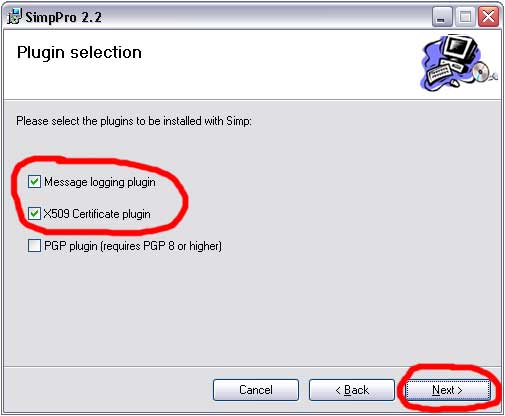 SimpPro 2.2
Plugin selection
Please select the plugins to be installed with Simp:
Message logging plugin
X509 Certificate plugin
PGP plugin (requires PGP 8 or higher)
Cancel
< Back
Next >